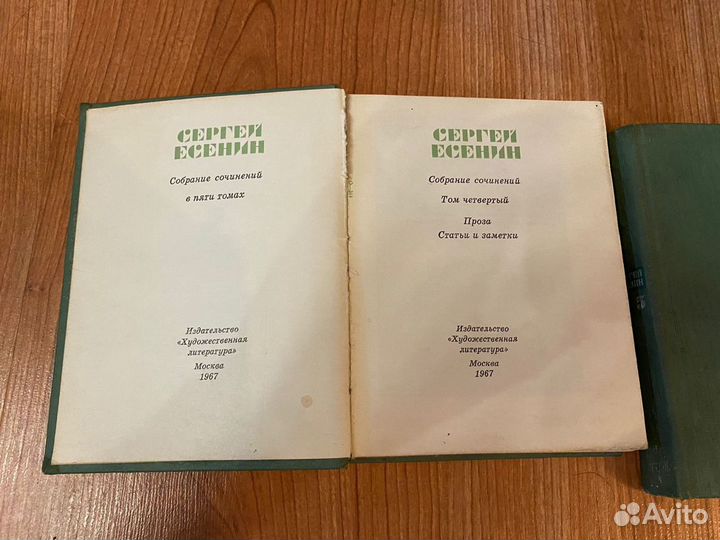 СЕРГЕЙ
ЕСЕНИН
Собрание сочинений
в пяти томах
Издательство
«Художественная
литература»
Москва
1967
СЕРГЕЙ
ЕСЕНИН
Собрание сочинений
Том четвертый
Проза
Статьи и заметки
Издательство
«Художественная
литература»
Москва
1967
Avito